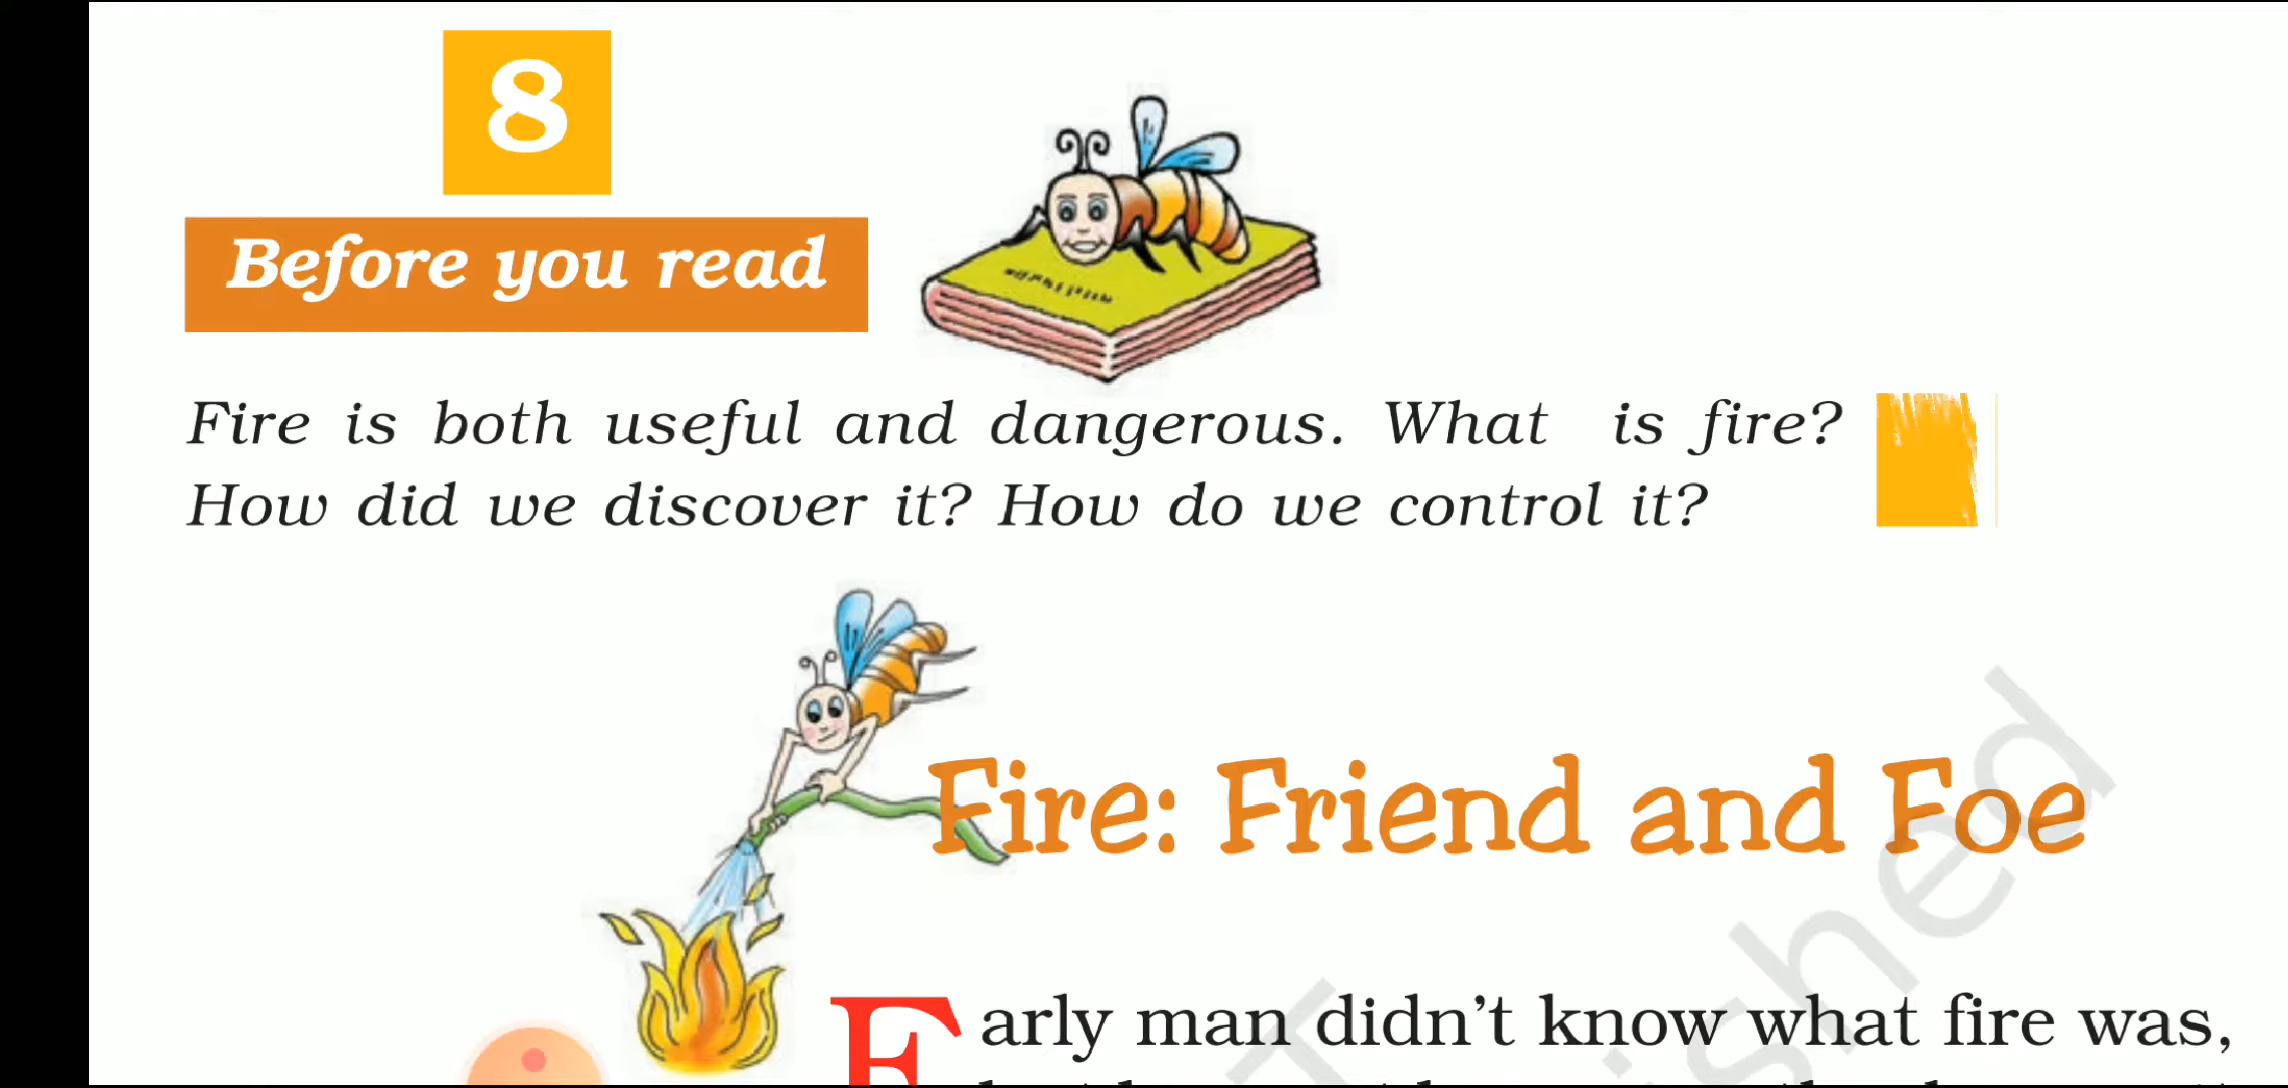 8
Before you read
Fire is both useful and dangerous. What is fire?
How did we discover it? How do we control it?
Fire: Friend and Foe
Early man didn't know what fire was,